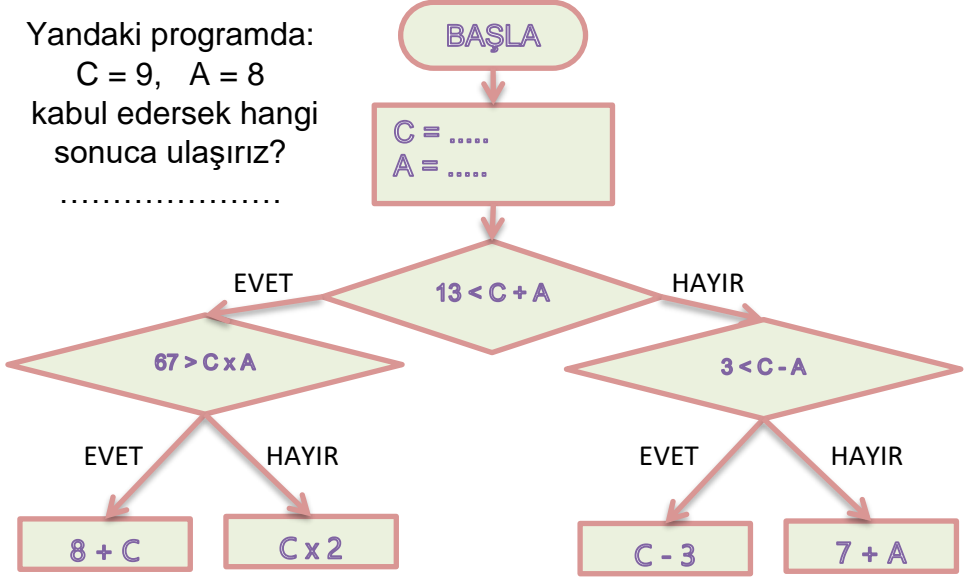 Yandaki programda:
C = 9, A = 8
kabul edersek hangi
sonuca ulaşırız?
…………………
BAŞLA
C = .....
A = .....
13 < C + A
EVET
HAYIR
67 > C x A
3 < C - A
EVET
HAYIR
EVET
HAYIR
8 + C
C x 2
C - 3
7 + A